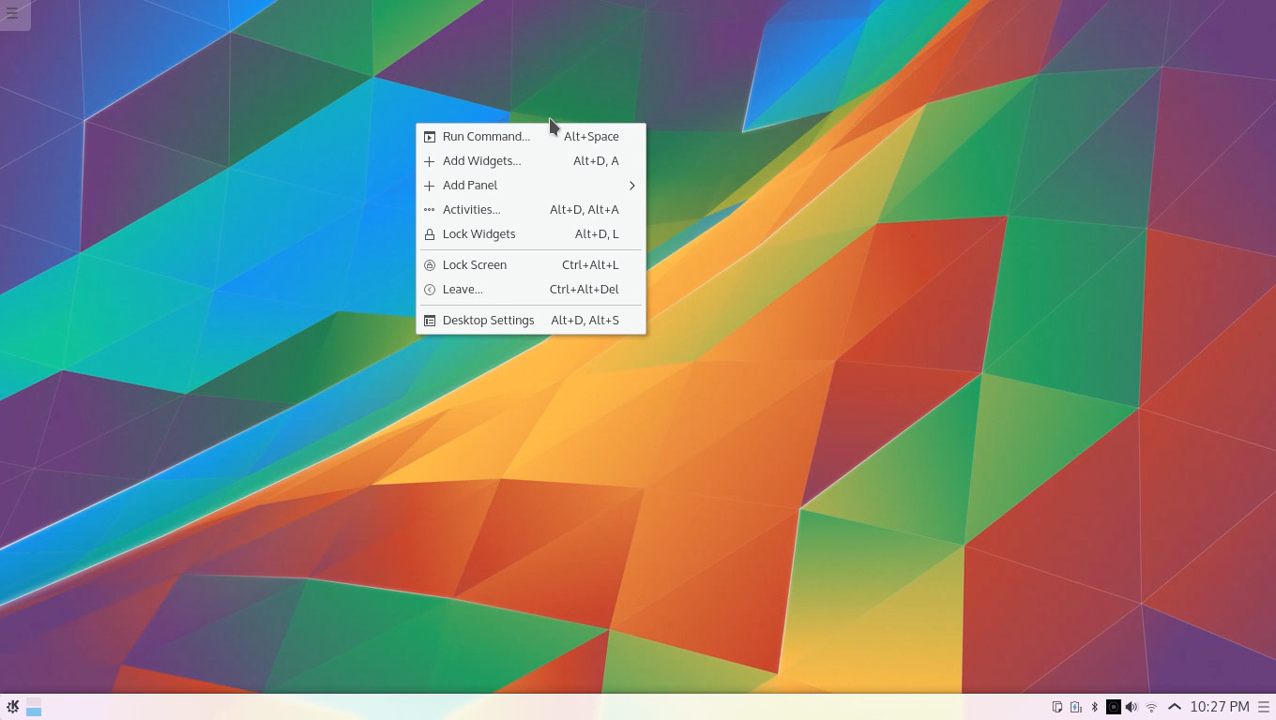 Run Command... Alt+Space
Add Widgets... Alt+D, A
Add Panel
Activities... Alt+D, Alt+A
Lock Widgets Alt+D, L
Lock Screen Ctrl+Alt+L
Leave... Ctrl+Alt+Del
Desktop Settings Alt+D, Alt+S
10:27 PM